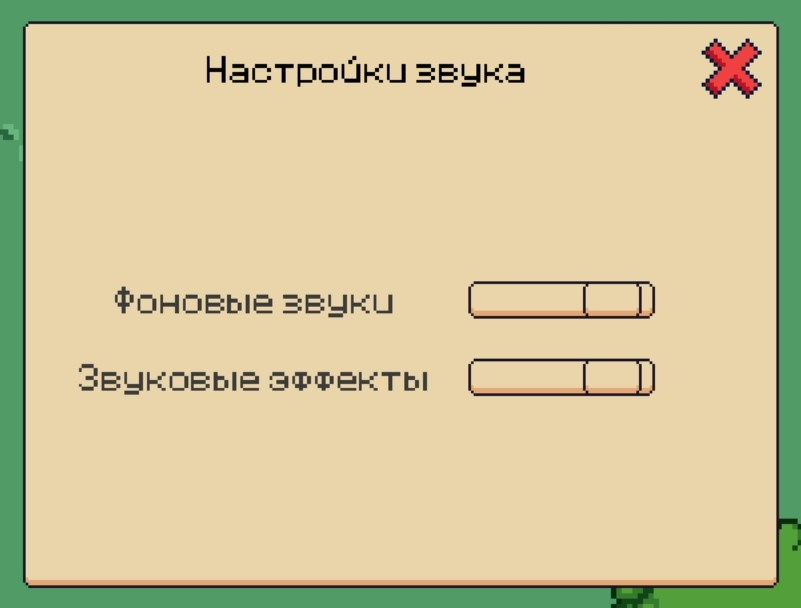 Настройки звука
Фоновые звуки
Звуковые эффекты